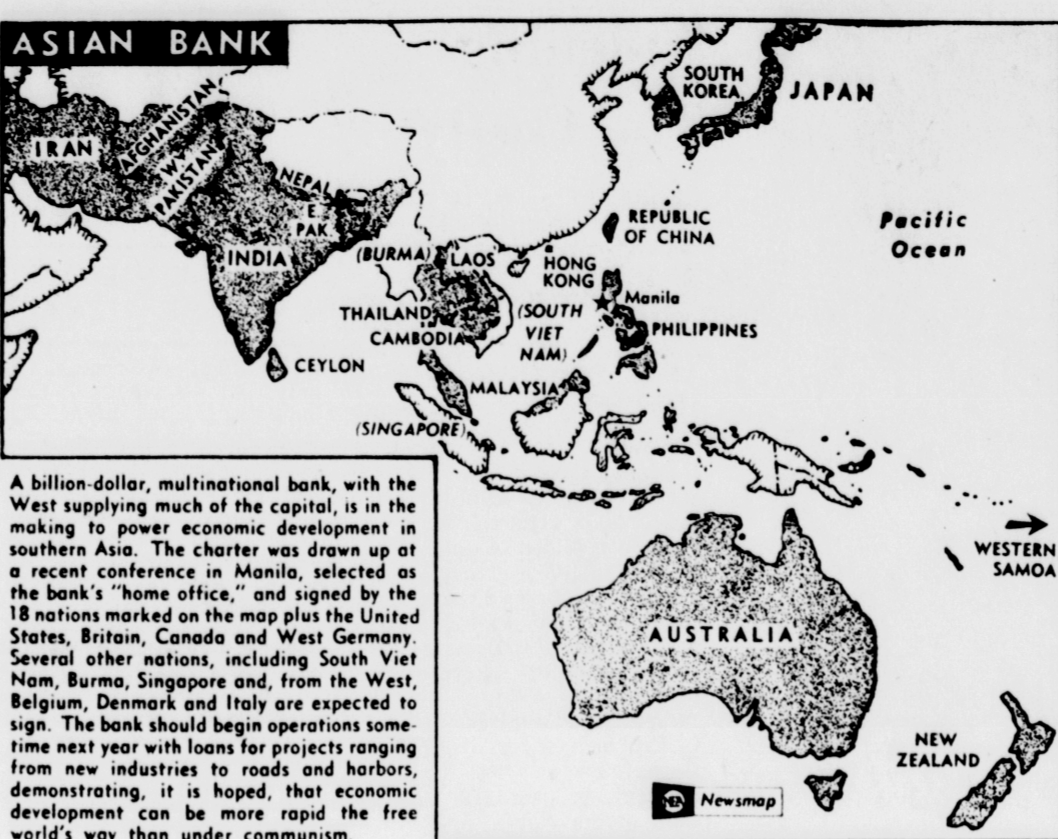 ASIAN BANK
SOUTH
KOREA
JAPAN
IRAN
AFGHANISTAN
W.
PAKISTAN
NEPAL
E.
PAK.
INDIA
(BURMA)
LAOS
REPUBLIC
OF CHINA
HONG
KONG
Pacific
Ocean
THAILAND
CAMBODIA
(SOUTH
VIET
NAM)
Manila
PHILIPPINES
CEYLON
MALAYSIA
(SINGAPORE)
WESTERN
SAMOA
AUSTRALIA
NEW
ZEALAND
NEA Newsmap
A billion-dollar, multinational bank, with the
West supplying much of the capital, is in the
making to power economic development in
southern Asia. The charter was drawn up at
a recent conference in Manila, selected as
the bank's "home office," and signed by the
18 nations marked on the map plus the United
States, Britain, Canada and West Germany.
Several other nations, including South Viet
Nam, Burma, Singapore and, from the West,
Belgium, Denmark and Italy are expected to
sign. The bank should begin operations some-
time next year with loans for projects ranging
from new industries to roads and harbors,
demonstrating, it is hoped, that economic
development can be more rapid the free
world's way than under communism.